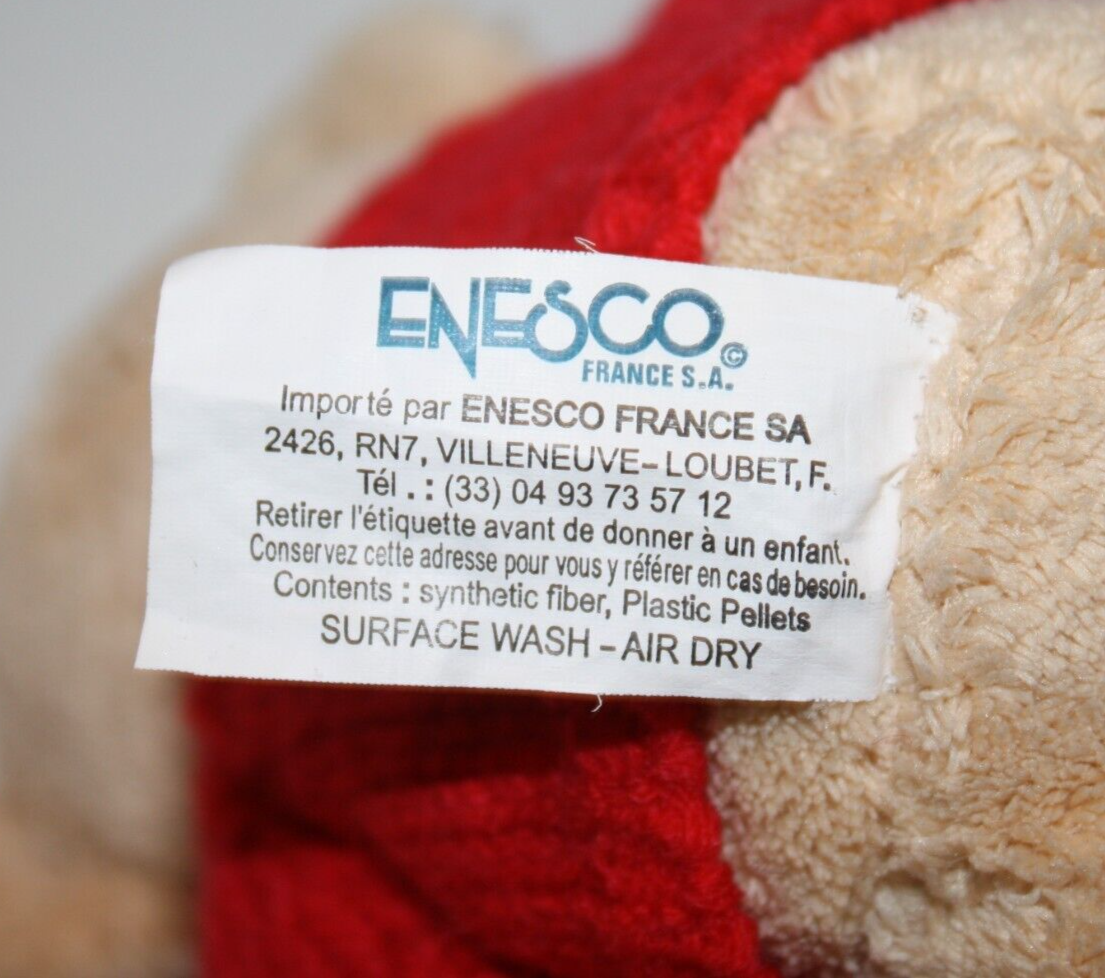 ENESCO ©
FRANCE S.A.
Importé par ENESCO FRANCE SA
2426, RN7, VILLENEUVE-LOUBET, F.
Tél . : (33) 04 93 73 57 12
Retirer l'étiquette avant de donner à un enfant.
Conservez cette adresse pour vous y référer en cas de besoin.
Contents : synthetic fiber, Plastic Pellets
SURFACE WASH - AIR DRY